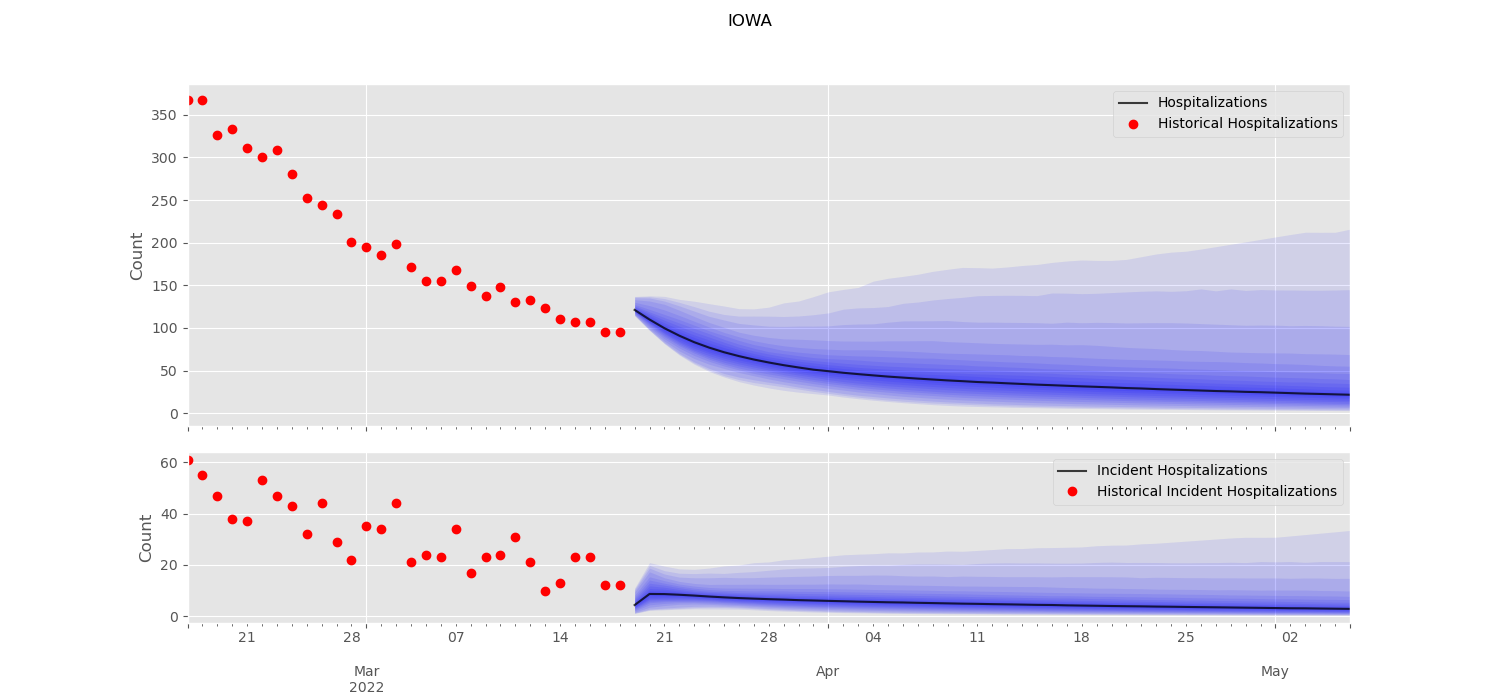 IOWA
Hospitalizations
Historical Hospitalizations
Count
350
300
250
200
150
100
50
0
Incident Hospitalizations
Historical Incident Hospitalizations
Count
60
40
20
0
21 28 07 14 21 28 04 11 18 25 02
Mar Apr May
2022